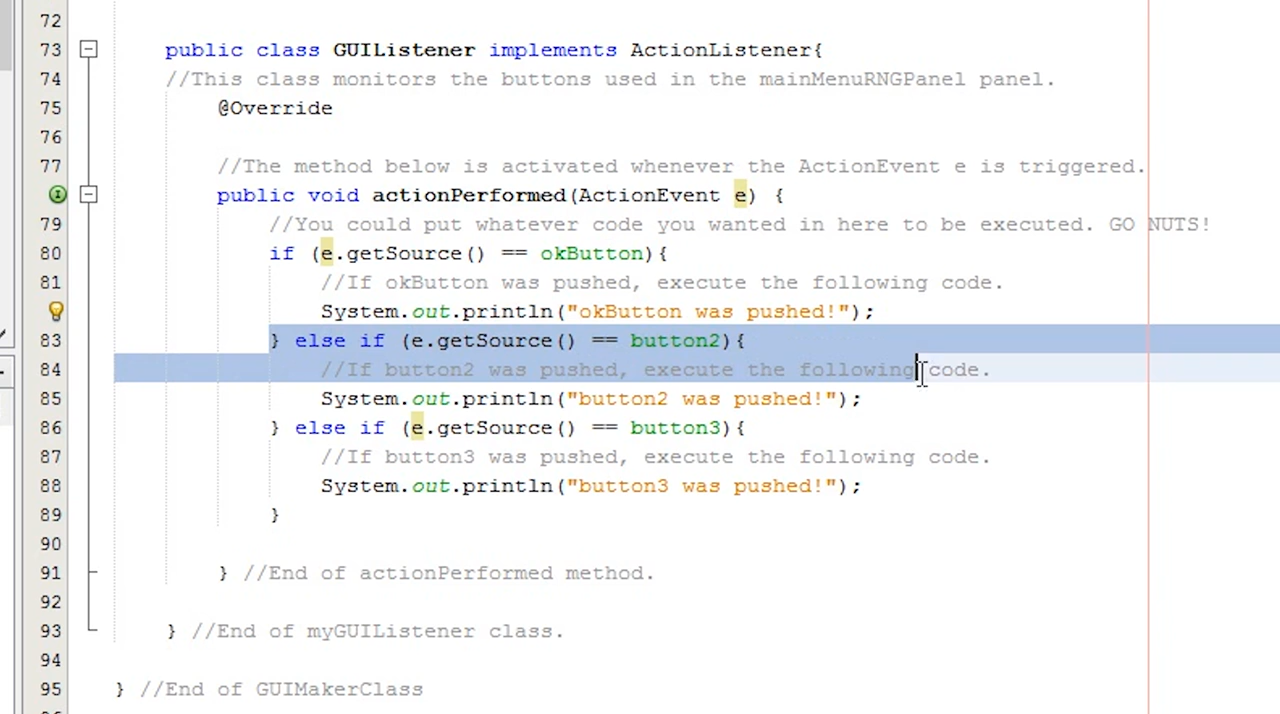 72
73 public class GUIListener implements ActionListener{
74 //This class monitors the buttons used in the mainMenuRNGPanel panel.
75 @Override
76
77 //The method below is activated whenever the ActionEvent e is triggered.
public void actionPerformed(ActionEvent e) {
79 //You could put whatever code you wanted in here to be executed. GO NUTS!
80 if (e.getSource() == okButton){
81 //If okButton was pushed, execute the following code.
System.out.println("okButton was pushed!");
83 } else if (e.getSource() == button2){
84 //If button2 was pushed, execute the following code.
85 System.out.println("button2 was pushed!");
86 } else if (e.getSource() == button3){
87 //If button3 was pushed, execute the following code.
88 System.out.println("button3 was pushed!");
89 }
90
91 } //End of actionPerformed method.
92
93 } //End of myGUIListener class.
94
95 } //End of GUIMakerClass